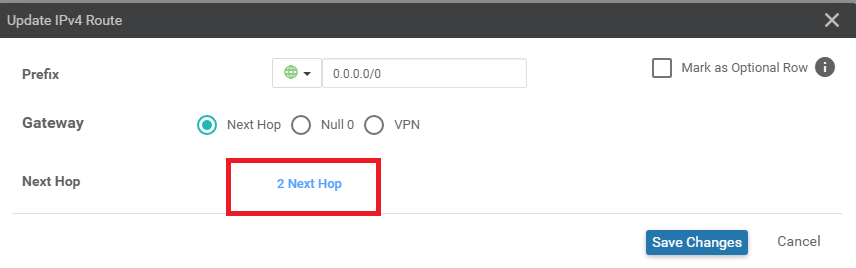 Update IPv4 Route
Prefix
0.0.0.0/0
Mark as Optional Row
Gateway
Next Hop
Null 0
VPN
Next Hop
2 Next Hop
Save Changes
Cancel